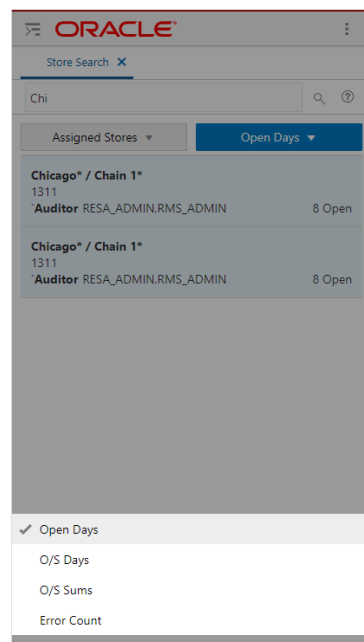 ORACLE
Store Search
Chi
Assigned Stores
Open Days
Chicago* / Chain 1*
1311
`Auditor RESA_ADMIN,RMS_ADMIN 8 Open
Chicago* / Chain 1*
1311
`Auditor RESA_ADMIN,RMS_ADMIN 8 Open
Open Days
O/S Days
O/S Sums
Error Count